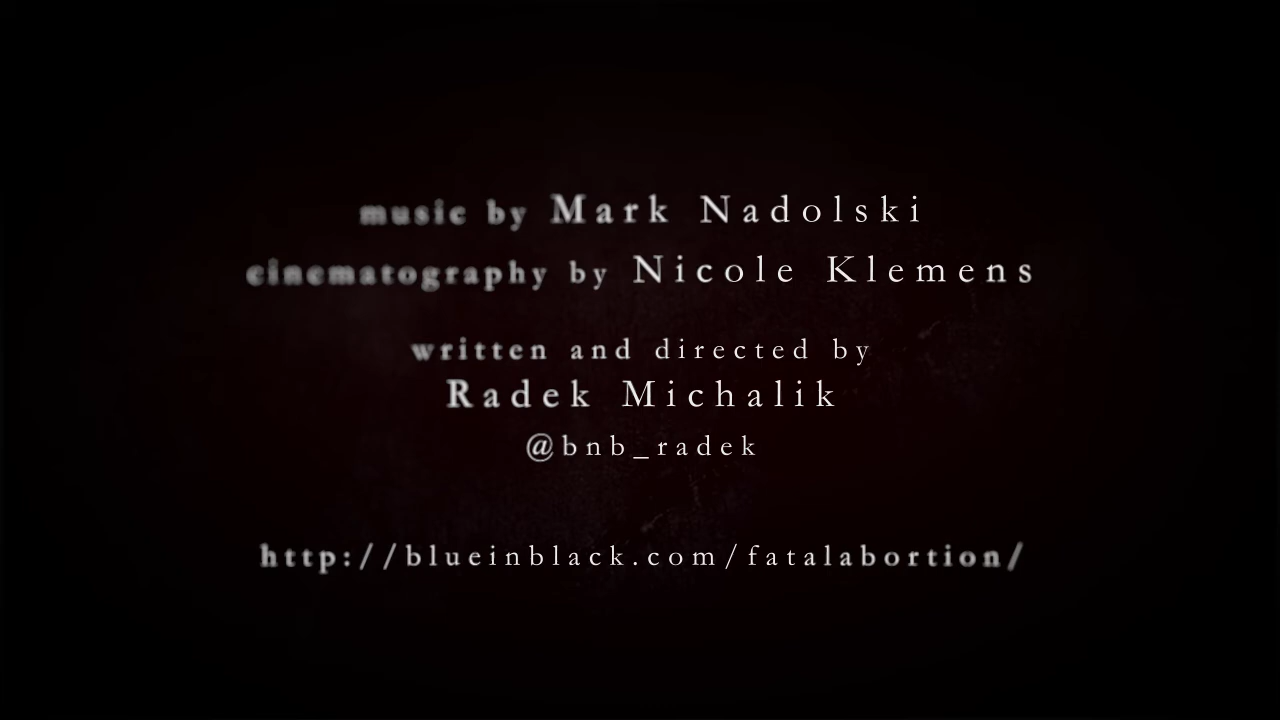 music by Mark Nadolski
cinematography by Nicole Klemens
written and directed by
Radek Michalik
@bnb_radek
http://blueinblack.com/fatalabortion/